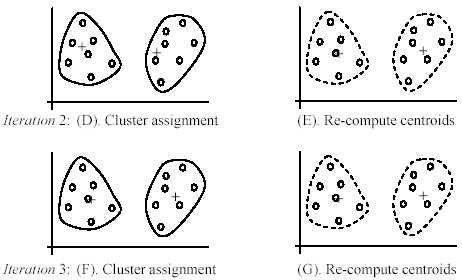 Iteration 2: (D). Cluster assignment
(E). Re-compute centroids
Iteration 3: (F). Cluster assignment
(G). Re-compute centroids